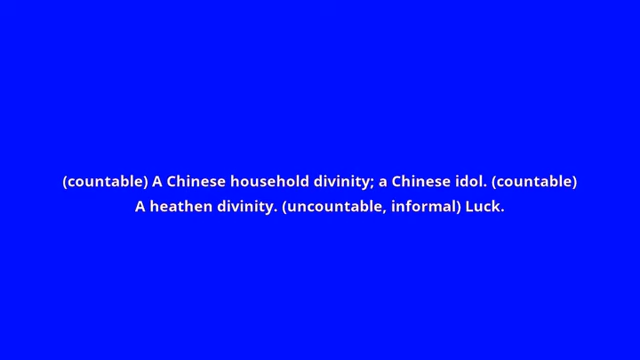 (countable) A Chinese household divinity; a Chinese idol. (countable)
A heathen divinity. (uncountable, informal) Luck.